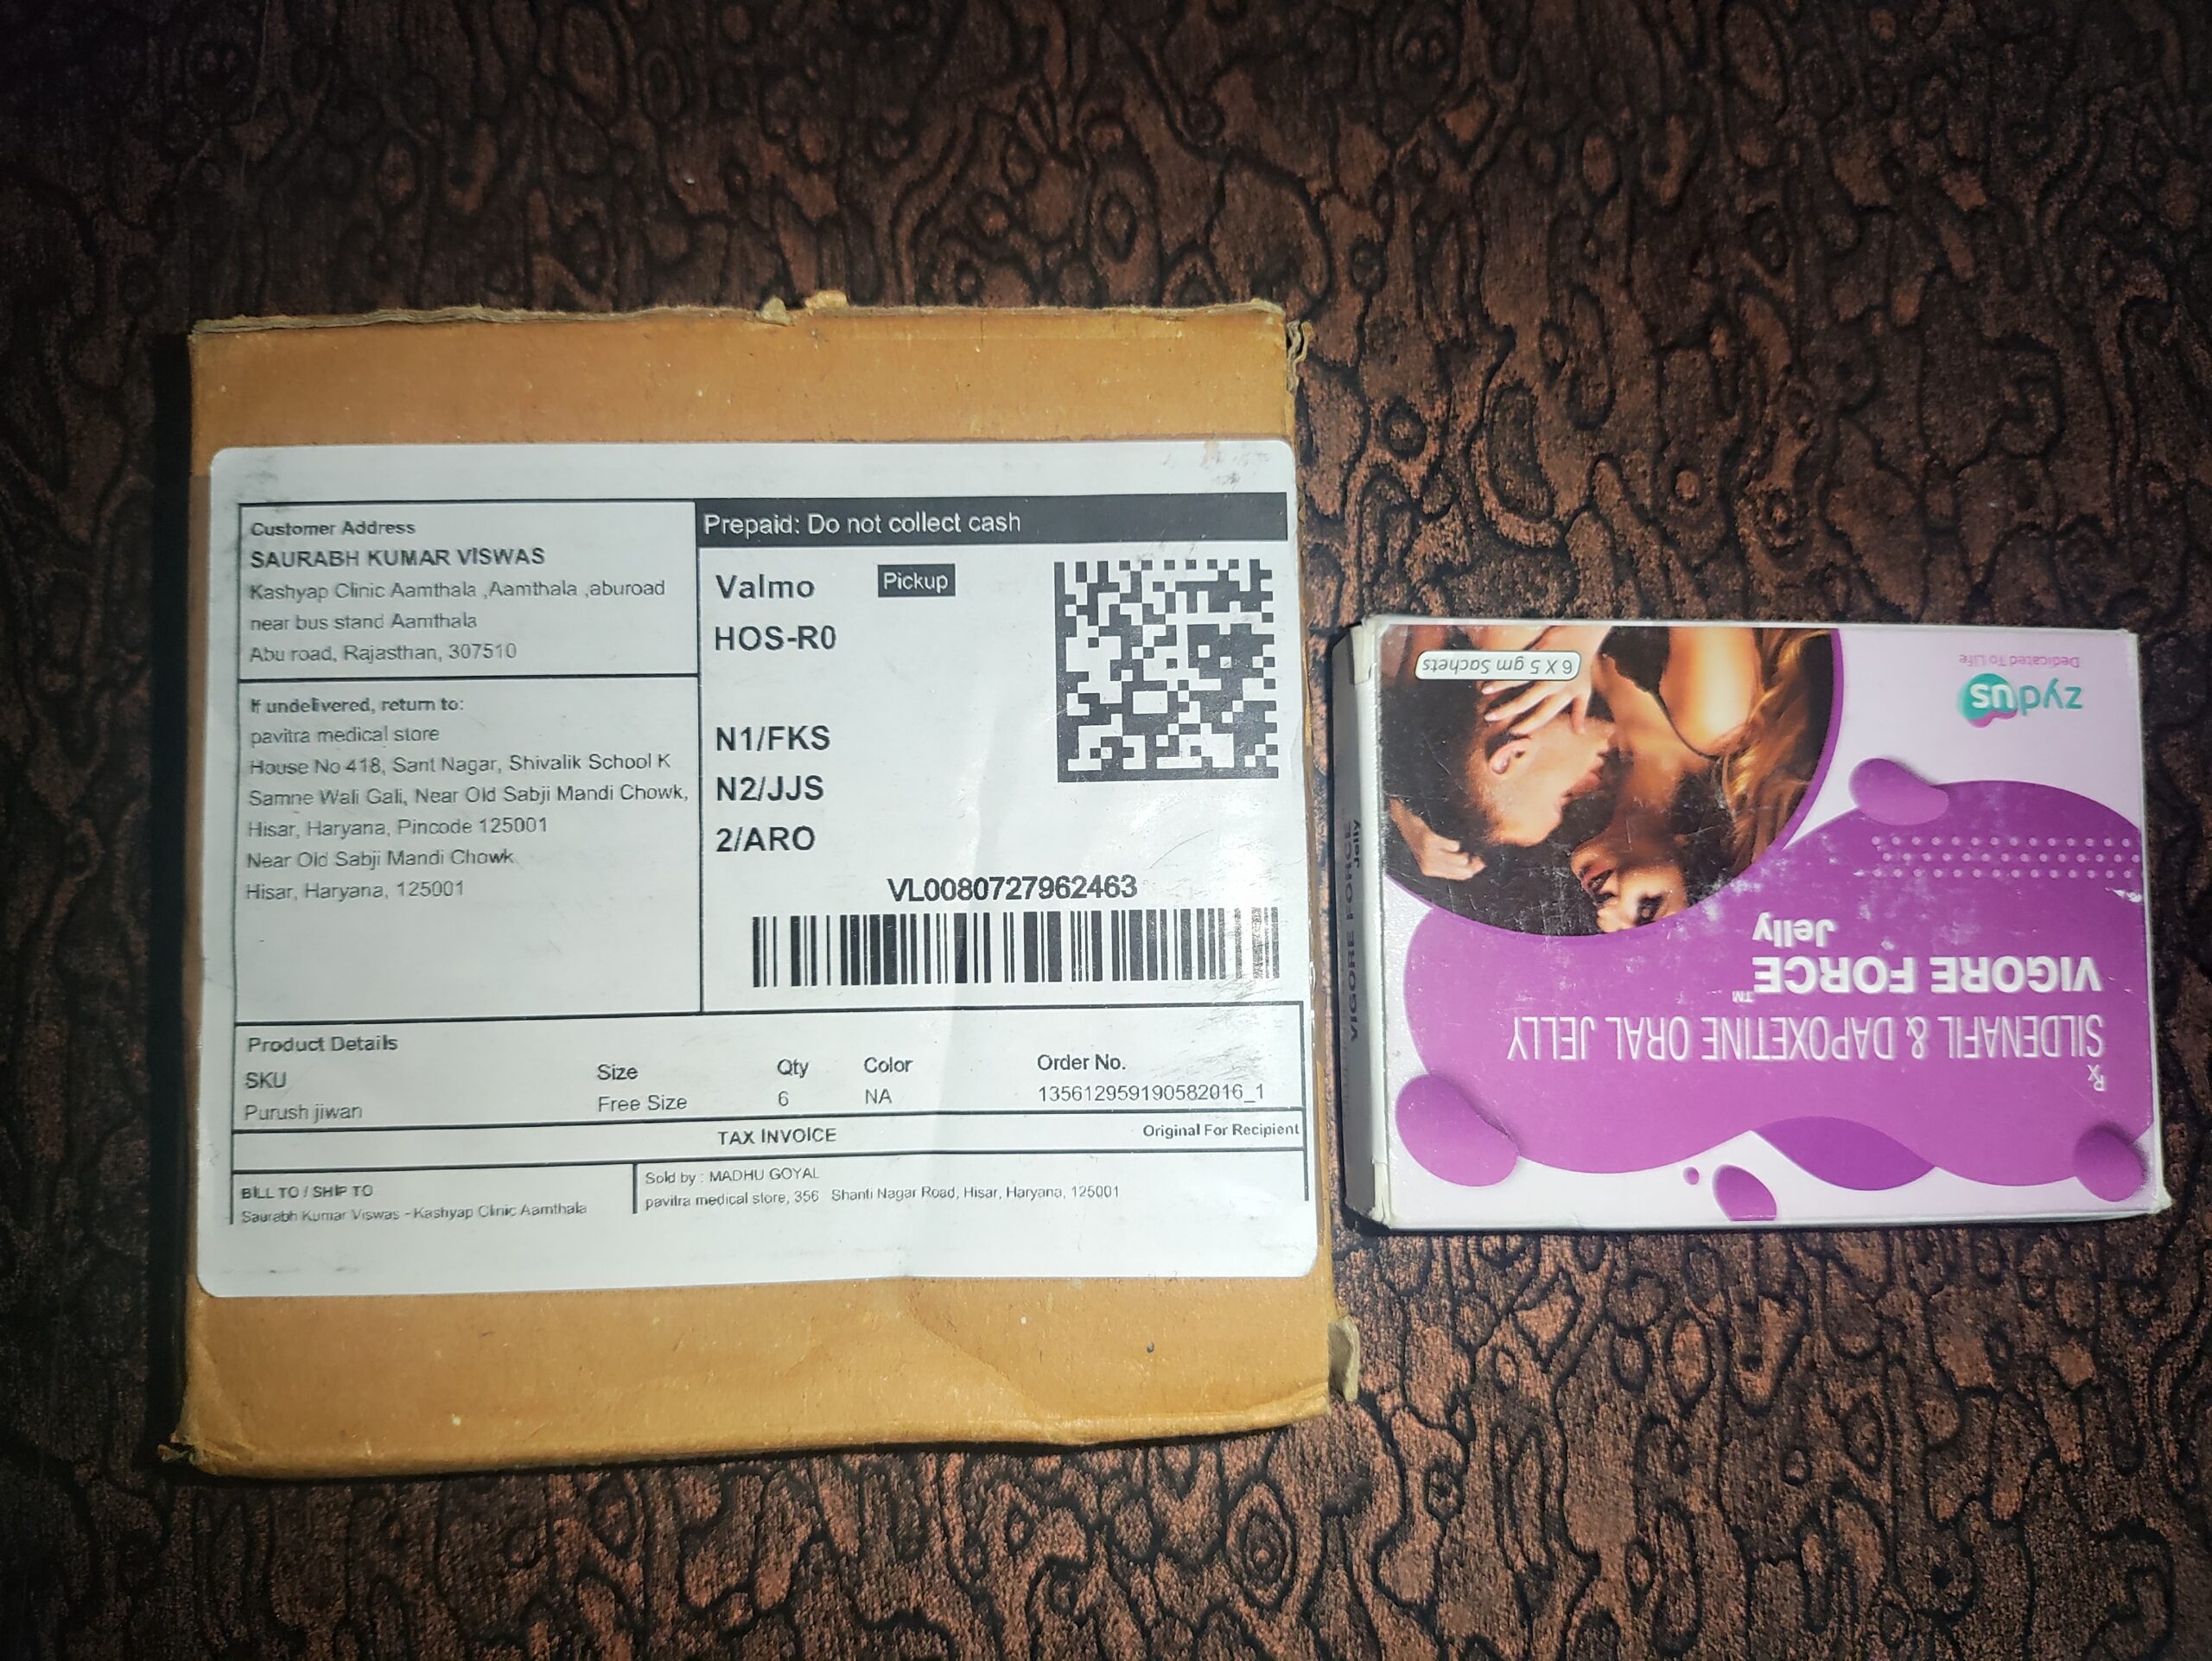 Customer Address
SAURABH KUMAR VISWAS
Kashyap Clinic Aamthala ,Aamthala ,aburoad
near bus stand Aamthala
Abu road, Rajasthan, 307510
If undelivered, return to:
pavitra medical store
House No 418, Sant Nagar, Shivalik School K
Samne Wali Gali, Near Old Sabji Mandi Chowk,
Hisar, Haryana, Pincode 125001
Near Old Sabji Mandi Chowk
Hisar, Haryana, 125001
Prepaid: Do not collect cash
Valmo Pickup
HOS-R0
N1/FKS
N2/JJS
2/ARO
VL0080727962463
Product Details
SKU Size Qty Color Order No.
Purush jiwan Free Size 6 NA 135612959190582016_1
TAX INVOICE Original For Recipient
BILL TO / SHIP TO
Saurabh Kumar Viswas - Kashyap Clinic Aamthala
Sold by : MADHU GOYAL
pavitra medical store, 356 Shanti Nagar Road, Hisar, Haryana, 125001
Rx
SILDENAFIL & DAPOXETINE ORAL JELLY
VIGORE FORCE™
Jelly
zydus
Dedicated To Life
6 X 5 gm Sachets
VIGORE FORCE
Jelly